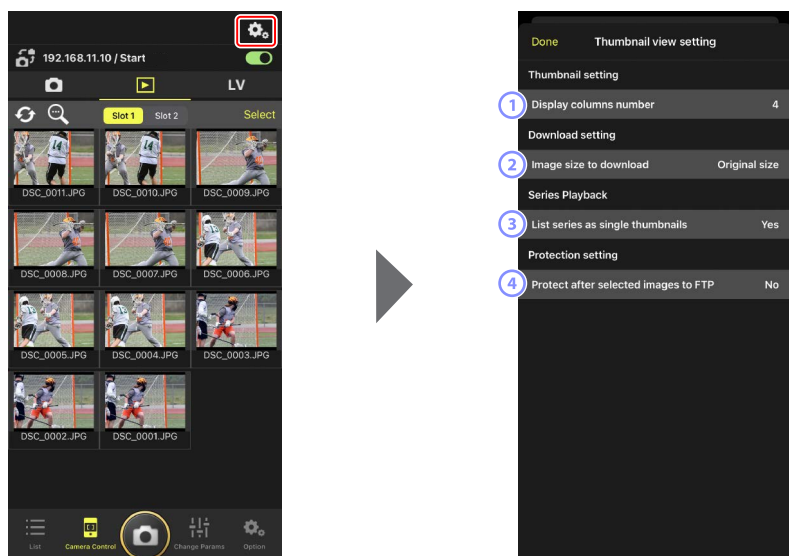 192.168.11.10 / Start
LV
Slot 1 Slot 2 Select
DSC_0011.JPG DSC_0010.JPG DSC_0009.JPG
DSC_0008.JPG DSC_0007.JPG DSC_0006.JPG
DSC_0005.JPG DSC_0004.JPG DSC_0003.JPG
DSC_0002.JPG DSC_0001.JPG
List Camera Control Change Params Option
Done Thumbnail view setting
Thumbnail setting
1 Display columns number 4
Download setting
2 Image size to download Original size
Series Playback
3 List series as single thumbnails Yes
Protection setting
4 Protect after selected images to FTP No